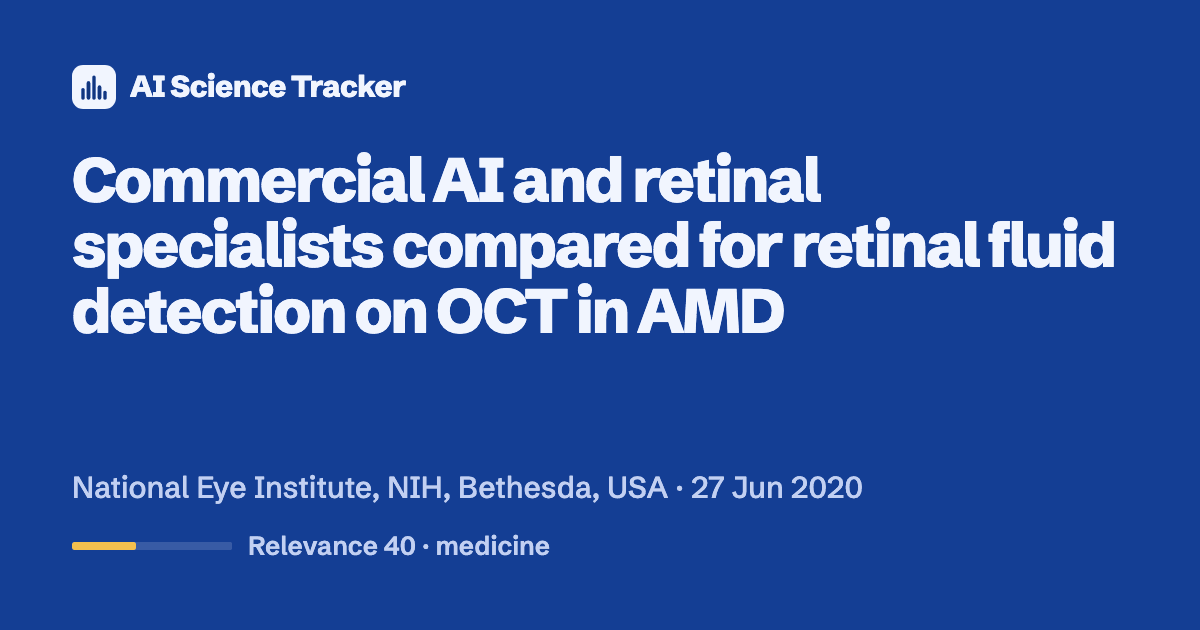 AI Science Tracker
Commercial AI and retinal
specialists compared for retinal fluid
detection on OCT in AMD
National Eye Institute, NIH, Bethesda, USA · 27 Jun 2020
Relevance 40 · medicine